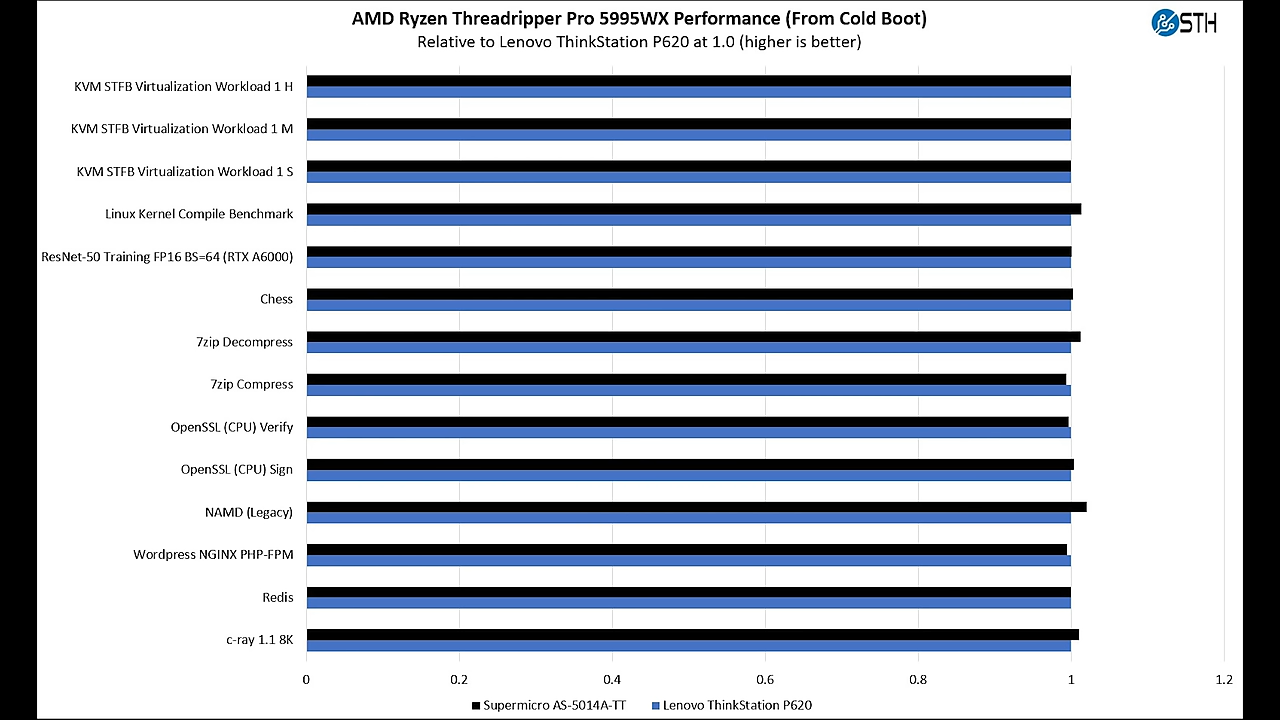 AMD Ryzen Threadripper Pro 5995WX Performance (From Cold Boot)
Relative to Lenovo ThinkStation P620 at 1.0 (higher is better)
STH
KVM STFB Virtualization Workload 1 H
KVM STFB Virtualization Workload 1 M
KVM STFB Virtualization Workload 1 S
Linux Kernel Compile Benchmark
ResNet-50 Training FP16 BS=64 (RTX A6000)
Chess
7zip Decompress
7zip Compress
OpenSSL (CPU) Verify
OpenSSL (CPU) Sign
NAMD (Legacy)
Wordpress NGINX PHP-FPM
Redis
c-ray 1.1 8K
0 0.2 0.4 0.6 0.8 1 1.2
Supermicro AS-5014A-TT Lenovo ThinkStation P620